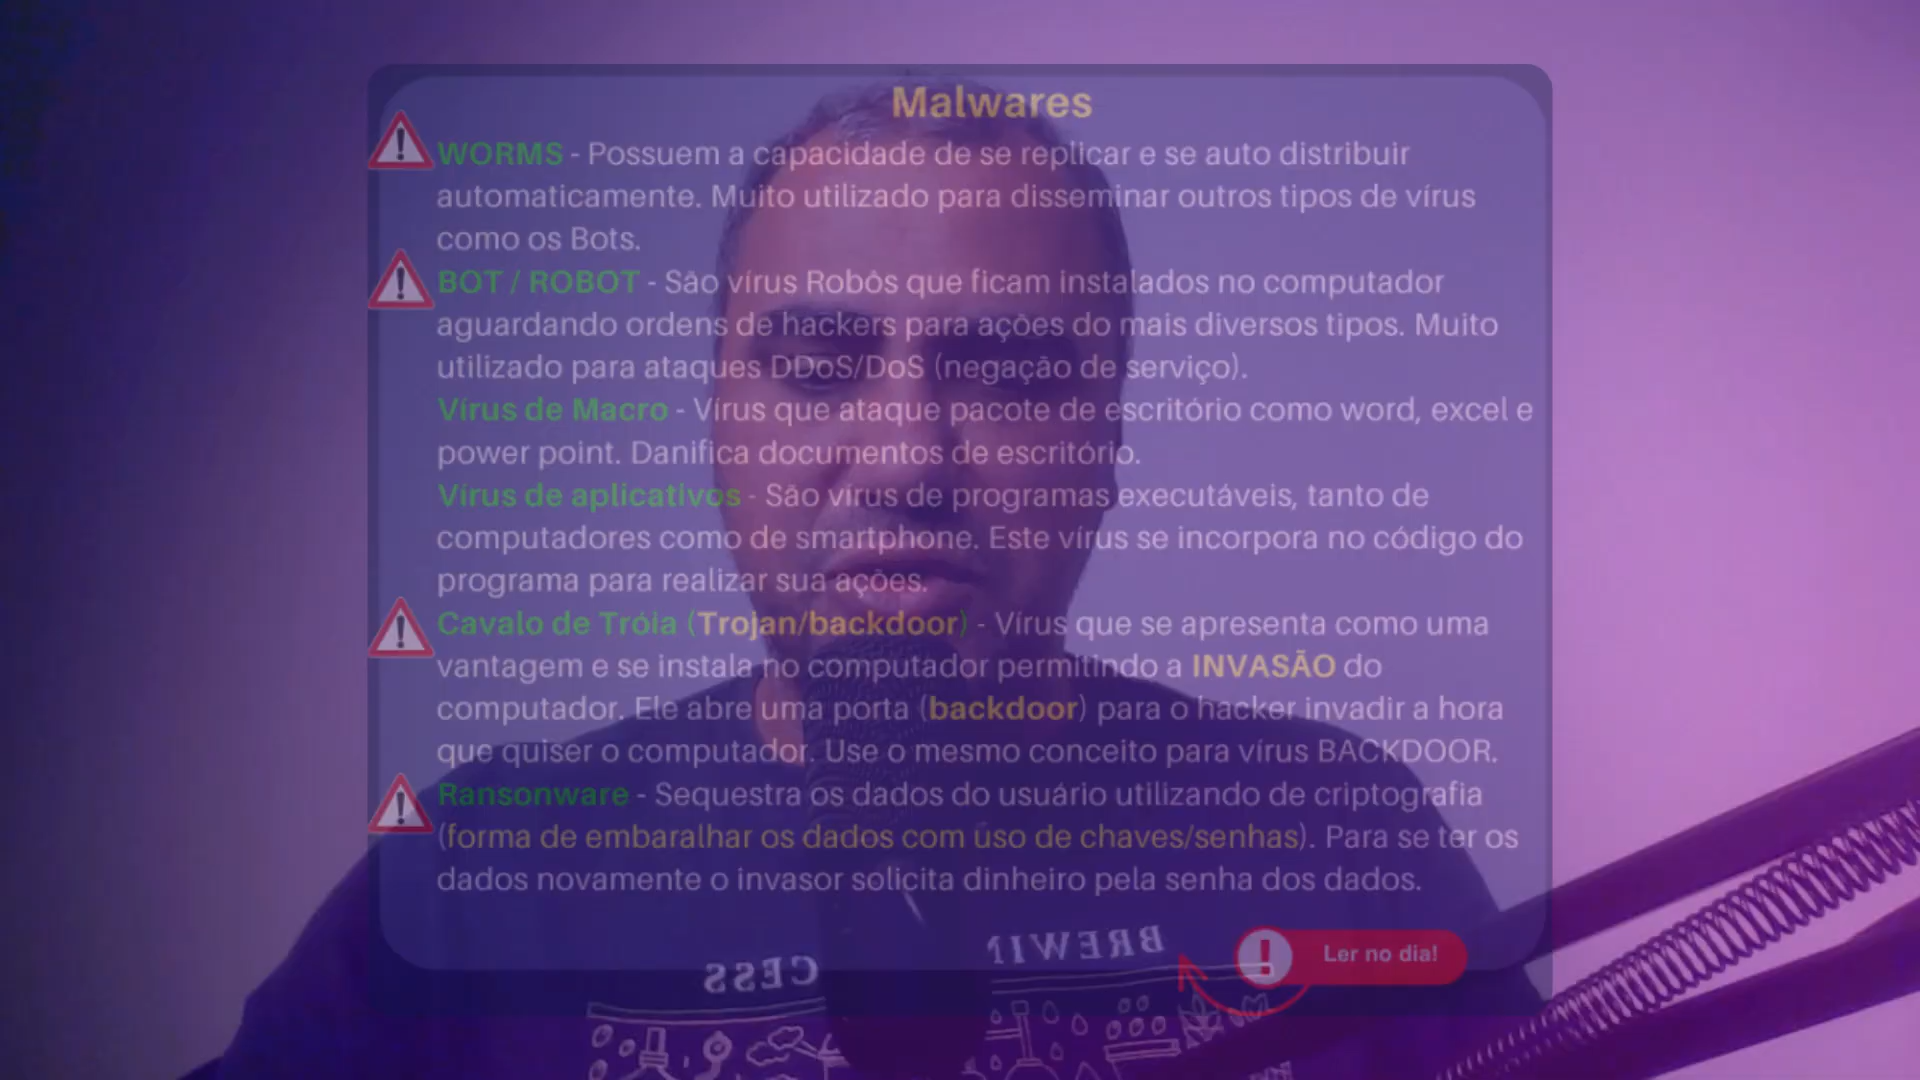 Malwares
WORMS - Possuem a capacidade de se replicar e se auto distribuir
automaticamente. Muito utilizado para disseminar outros tipos de vírus
como os Bots.
BOT / ROBOT - São vírus Robôs que ficam instalados no computador
aguardando ordens de hackers para ações do mais diversos tipos. Muito
utilizado para ataques DDoS/DoS (negação de serviço).
Vírus de Macro - Vírus que ataque pacote de escritório como word, excel e
power point. Danifica documentos de escritório.
Vírus de aplicativos - São vírus de programas executáveis, tanto de
computadores como de smartphone. Este vírus se incorpora no código do
programa para realizar sua ações.
Cavalo de Tróia (Trojan/backdoor) - Vírus que se apresenta como uma
vantagem e se instala no computador permitindo a INVASÃO do
computador. Ele abre uma porta (backdoor) para o hacker invadir a hora
que quiser o computador. Use o mesmo conceito para vírus BACKDOOR.
Ransonware - Sequestra os dados do usuário utilizando de criptografia
(forma de embaralhar os dados com uso de chaves/senhas). Para se ter os
dados novamente o invasor solicita dinheiro pela senha dos dados.
Ler no dia!